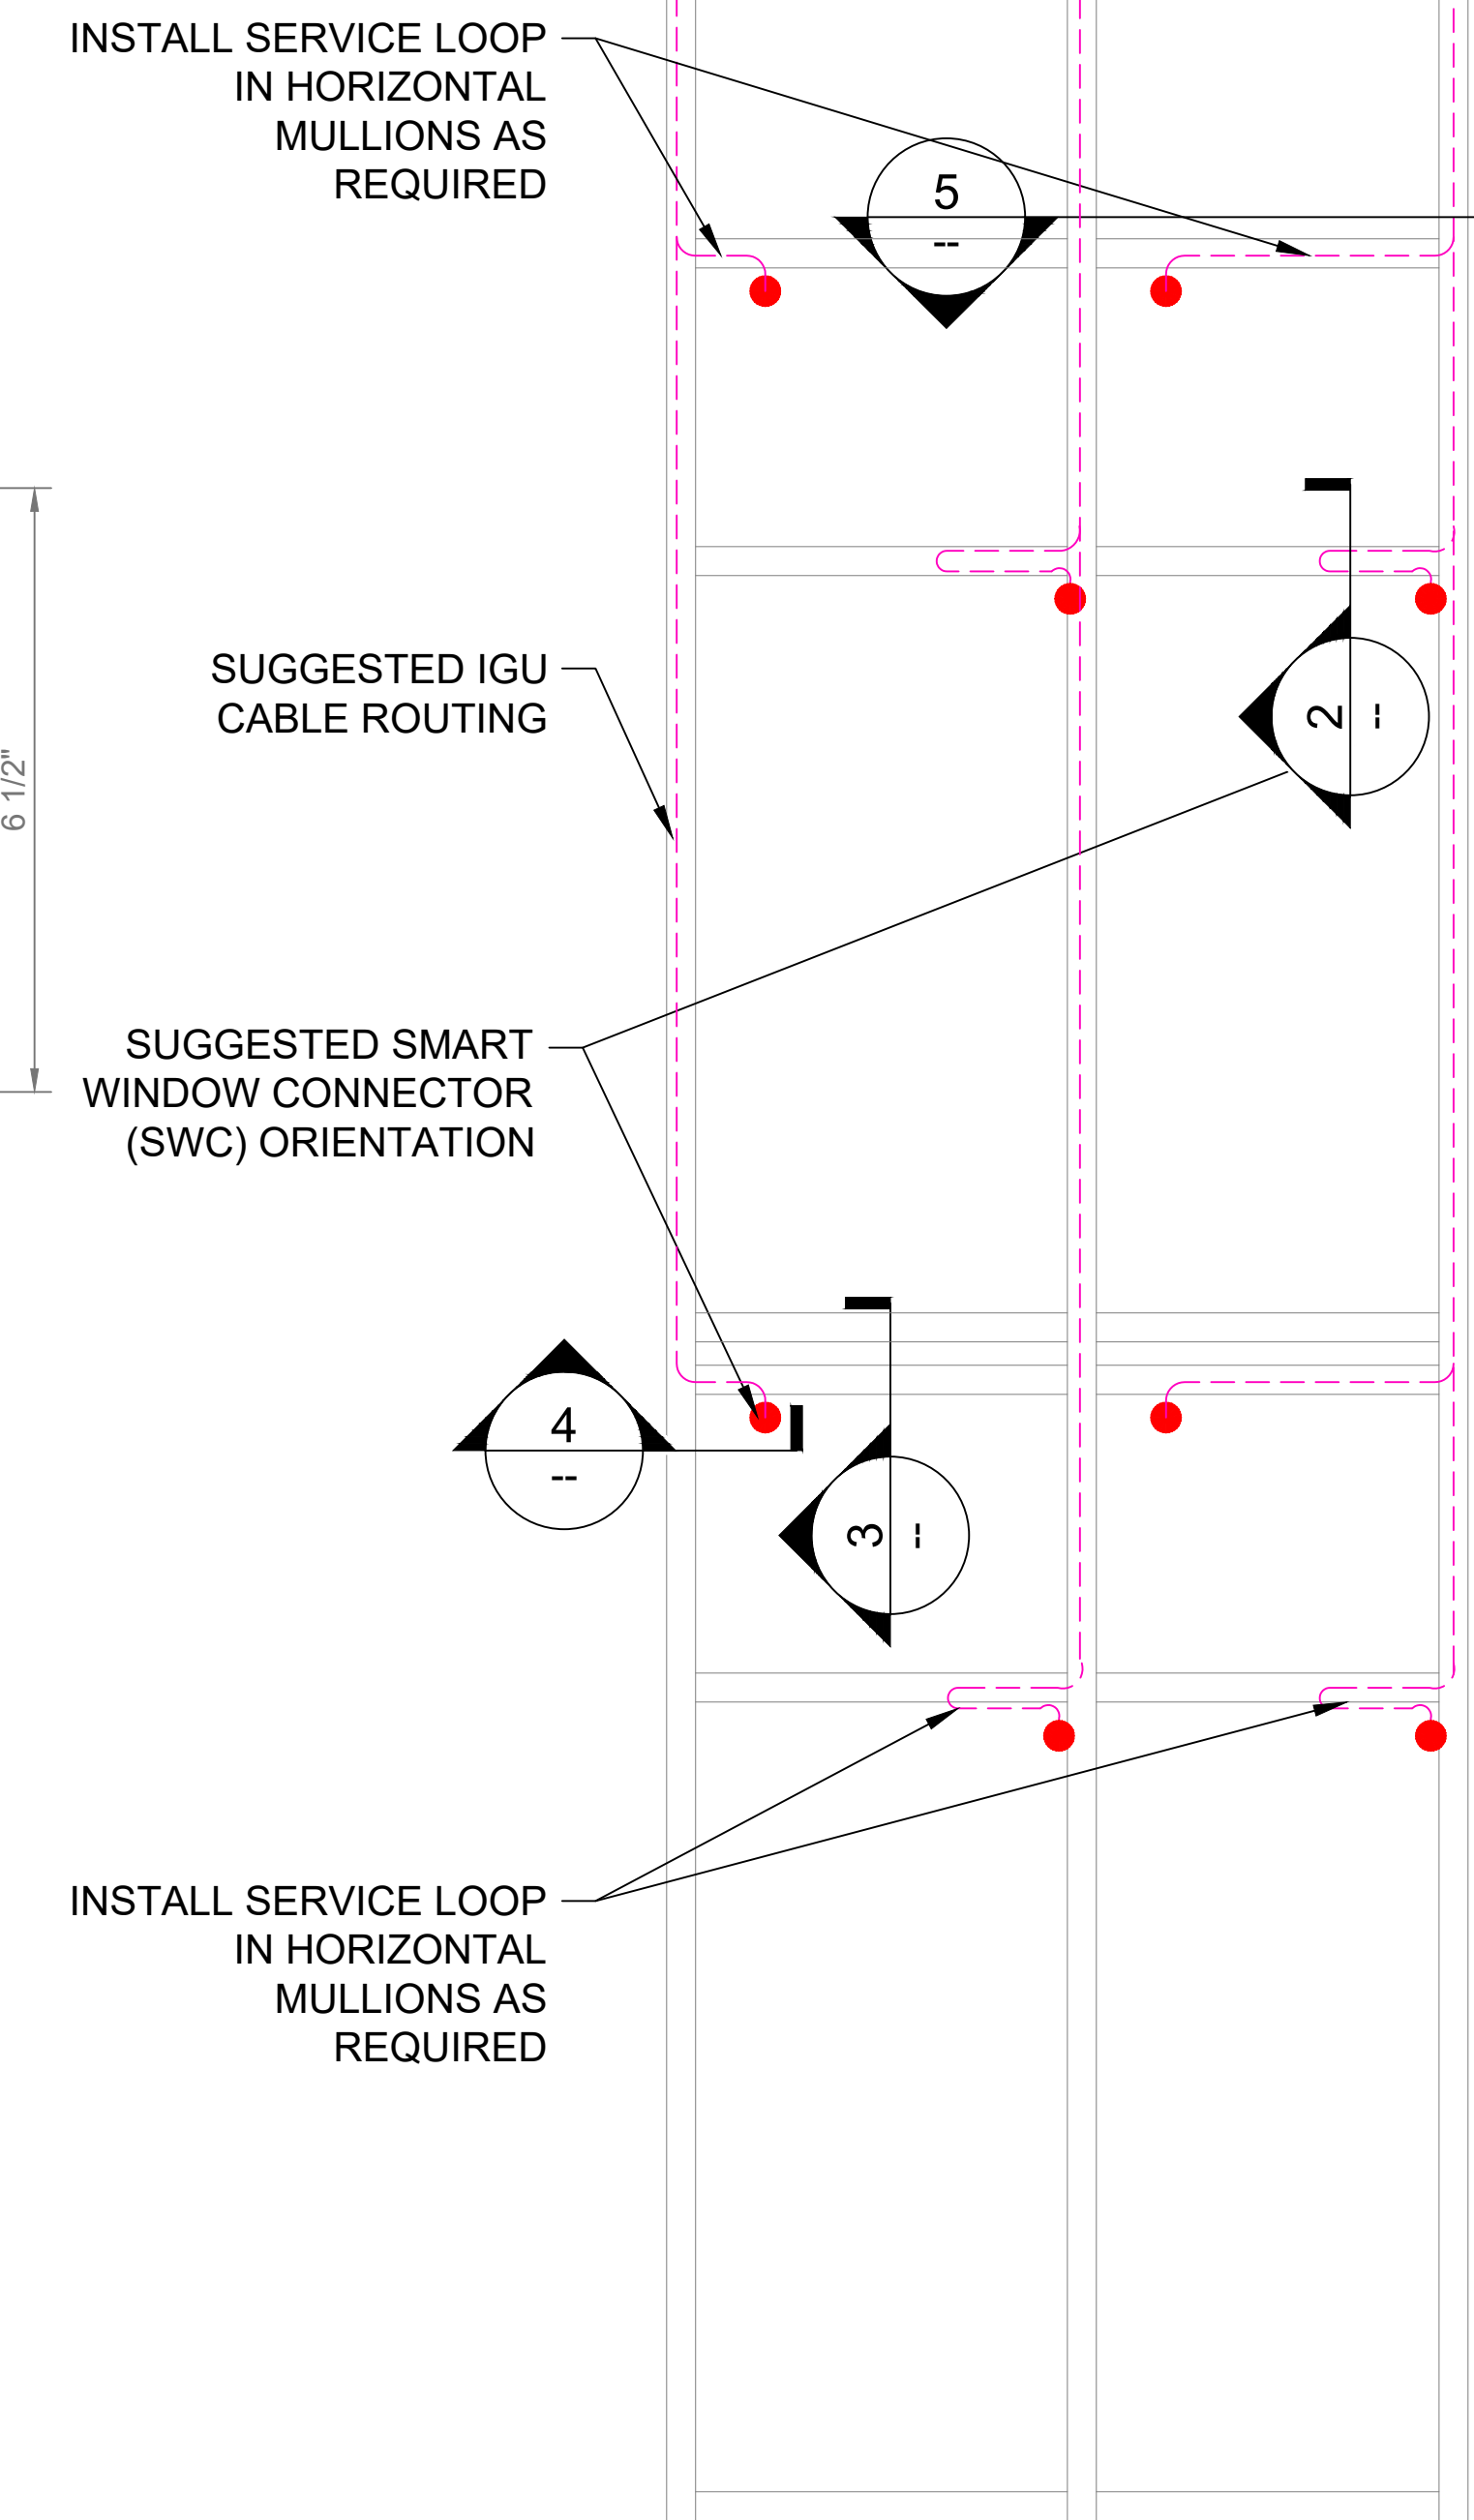 INSTALL SERVICE LOOP
IN HORIZONTAL
MULLIONS AS
REQUIRED
5
--
SUGGESTED IGU
CABLE ROUTING
2
--
6 1/2"
SUGGESTED SMART
WINDOW CONNECTOR
(SWC) ORIENTATION
4
--
3
--
INSTALL SERVICE LOOP
IN HORIZONTAL
MULLIONS AS
REQUIRED